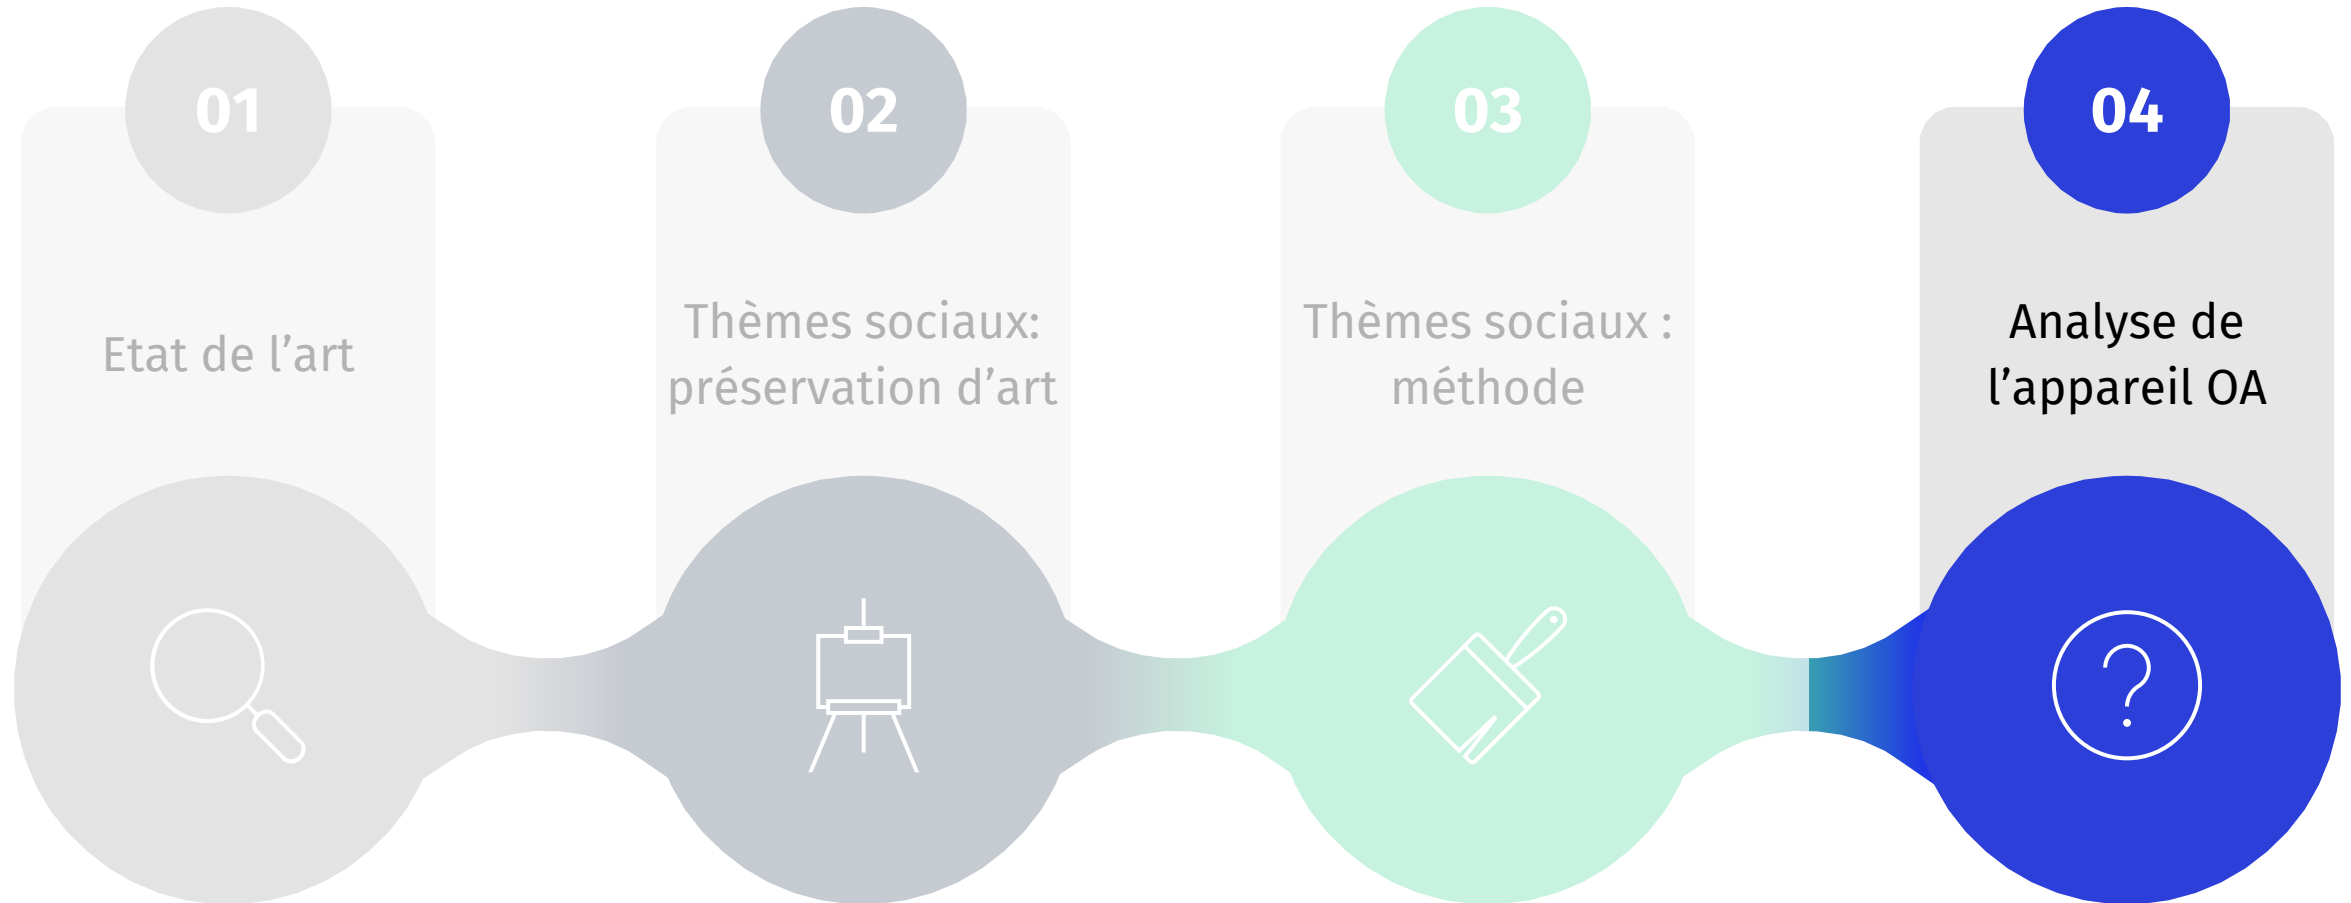 01
Etat de l’art
02
Thèmes sociaux:
préservation d’art
03
Thèmes sociaux :
méthode
04
Analyse de
l’appareil OA